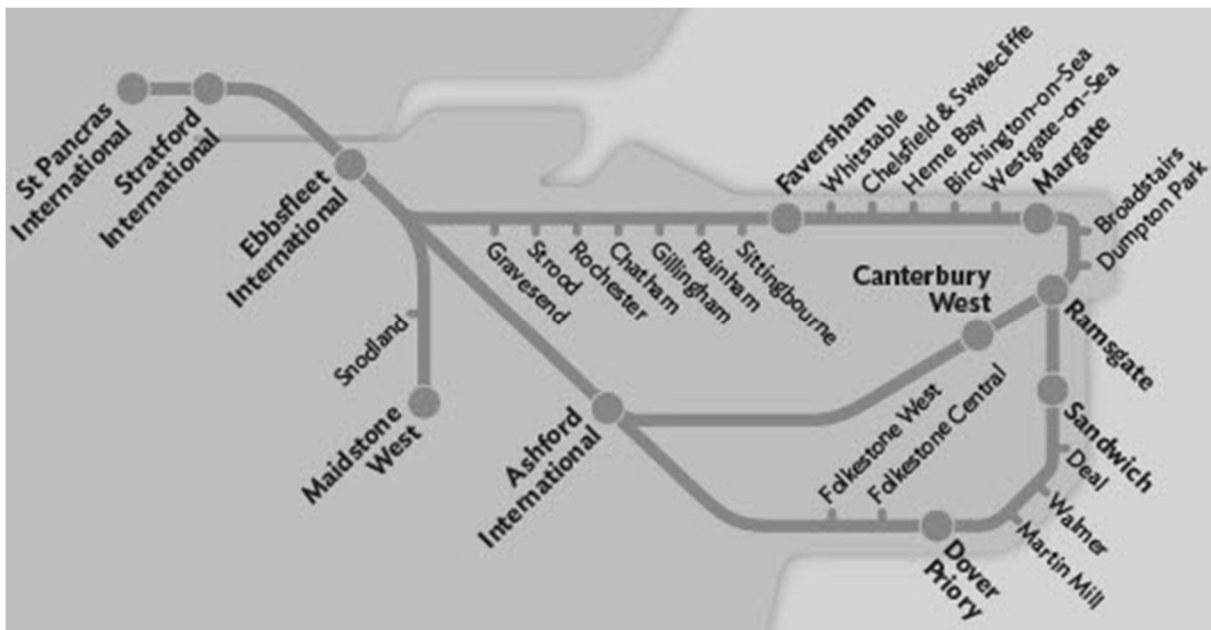 St Pancras
International
Stratford
International
Ebbsfleet
International
Faversham
Whitstable
Chelsfield & Swalecliffe
Herne Bay
Birchington-on-Sea
Westgate-on-Sea
Margate
Broadstairs
Dumpton Park
Gravesend
Strood
Rochester
Chatham
Gillingham
Rainham
Sittingbourne
Canterbury
West
Ramsgate
Snodland
Maidstone
West
Ashford
International
Folkestone West
Folkestone Central
Sandwich
Deal
Walmer
Martin Mill
Dover
Priory